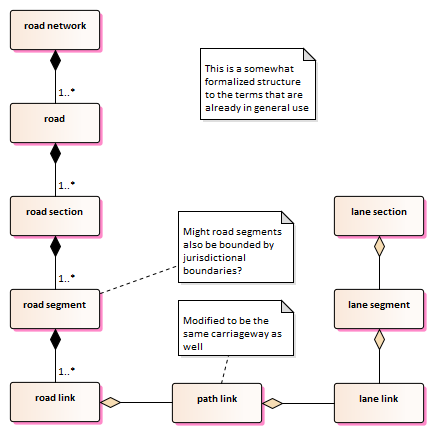 road network
This is a somewhat
formalized structure
to the terms that are
already in general use
1..*
road
1..*
road section
lane section
Might road segments
also be bounded by
jurisdictional
boundaries?
1..*
road segment
lane segment
Modified to be the
same carriageway as
well
1..*
road link
path link
lane link